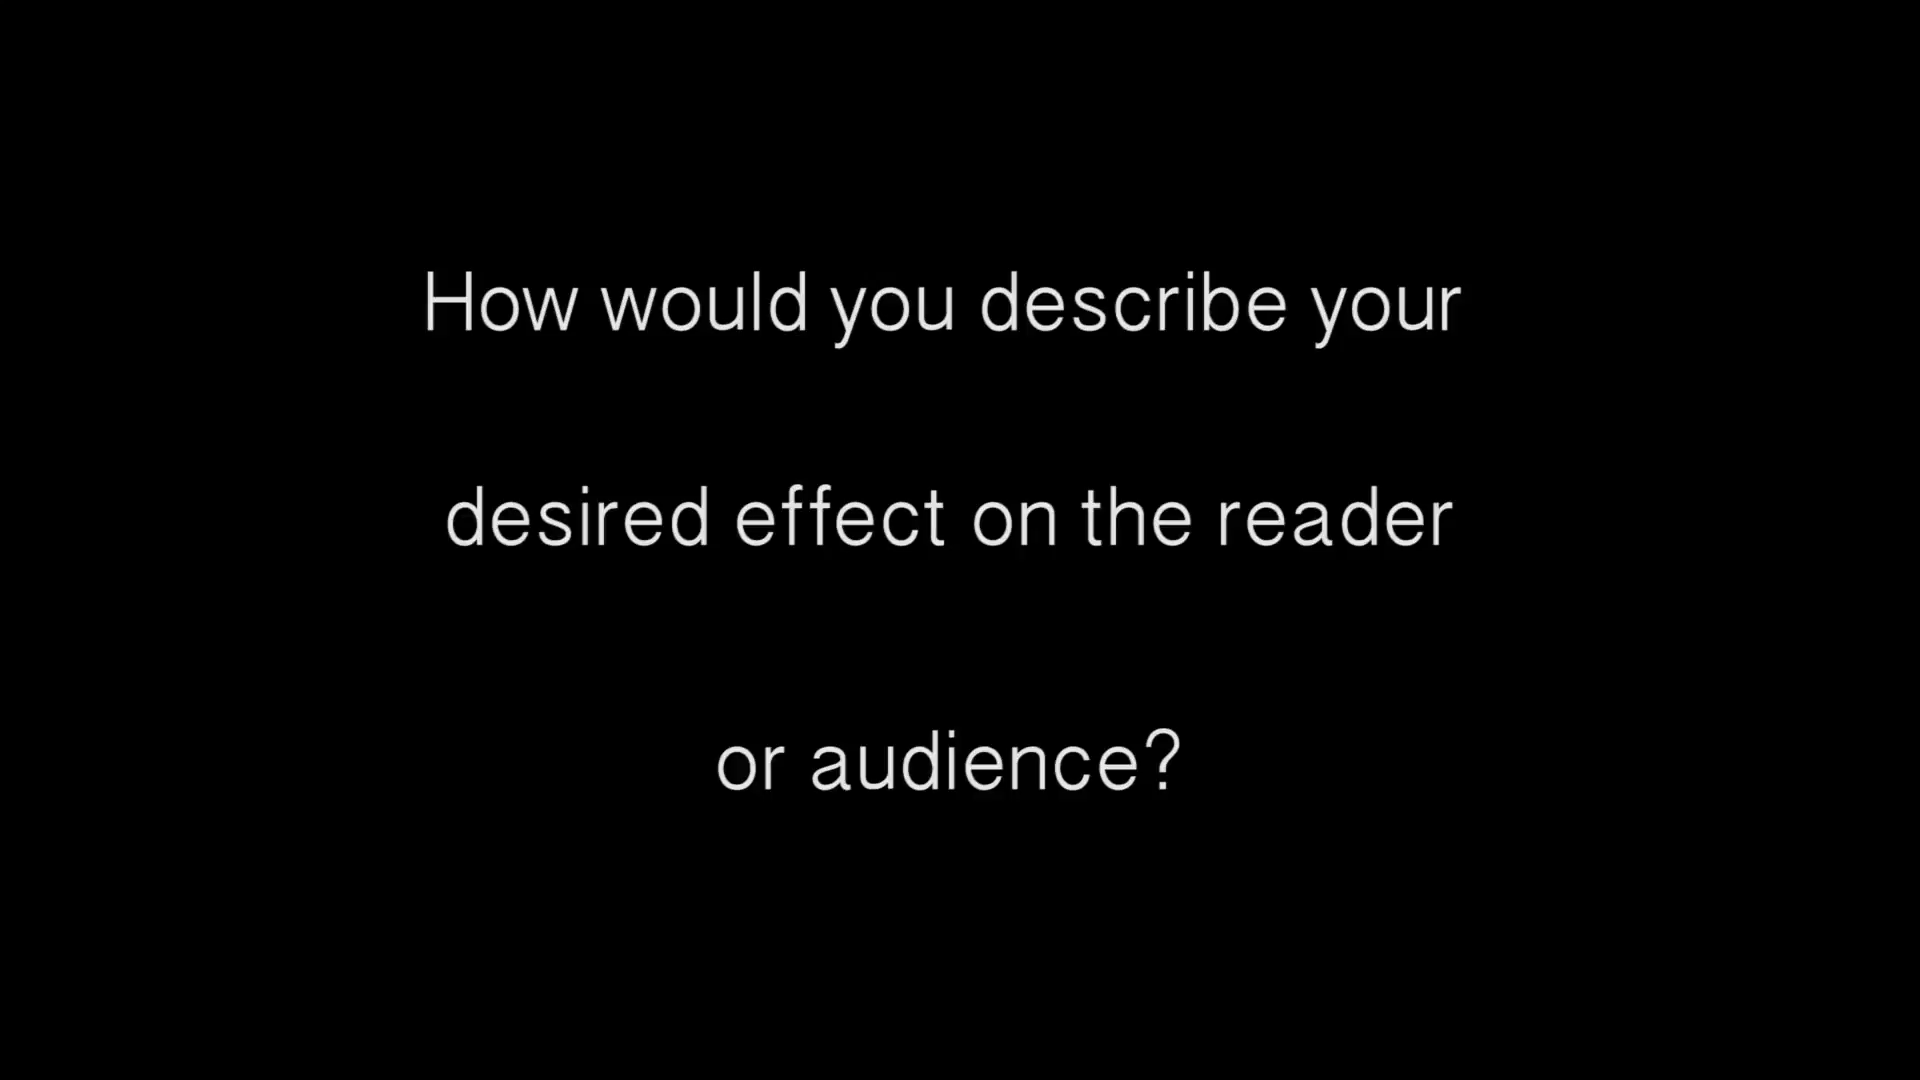 How would you describe your
desired effect on the reader
or audience?